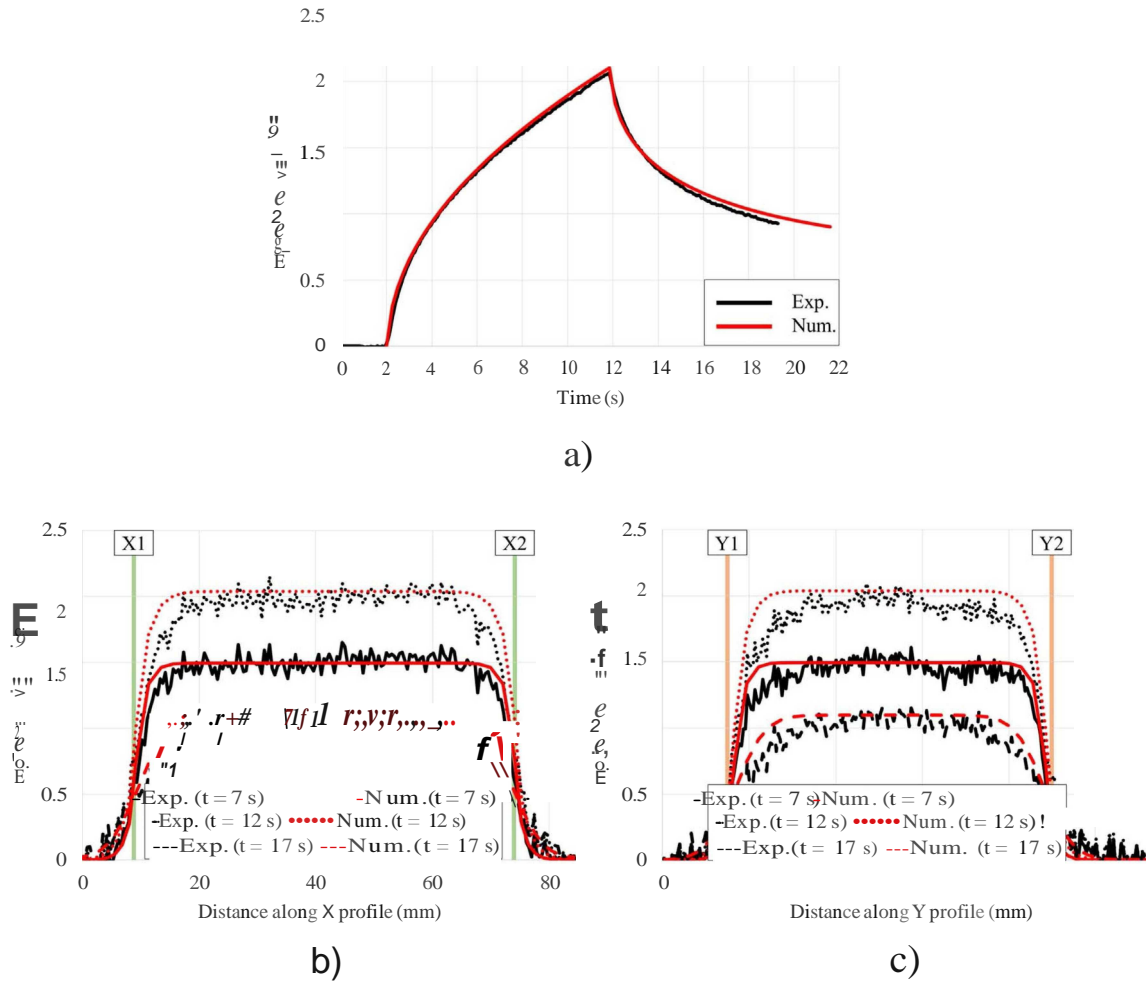 2.5
2
1.5
1
0.5
0
Exp.
Num.
0 2 4 6 8 10 12 14 16 18 20 22
Time (s)
a)
2.5
X1 X2
2
1.5
1
0.5
Exp. (t = 7 s) Num. (t = 7 s)
Exp. (t = 12 s) Num. (t = 12 s)
Exp. (t = 17 s) Num. (t = 17 s)
0
0 20 40 60 80
Distance along X profile (mm)
b)
2.5
Y1 Y2
2
1.5
1
0.5
Exp. (t = 7 s) Num. (t = 7 s)
Exp. (t = 12 s) Num. (t = 12 s) !
Exp. (t = 17 s) Num. (t = 17 s)
0
0
Distance along Y profile (mm)
c)